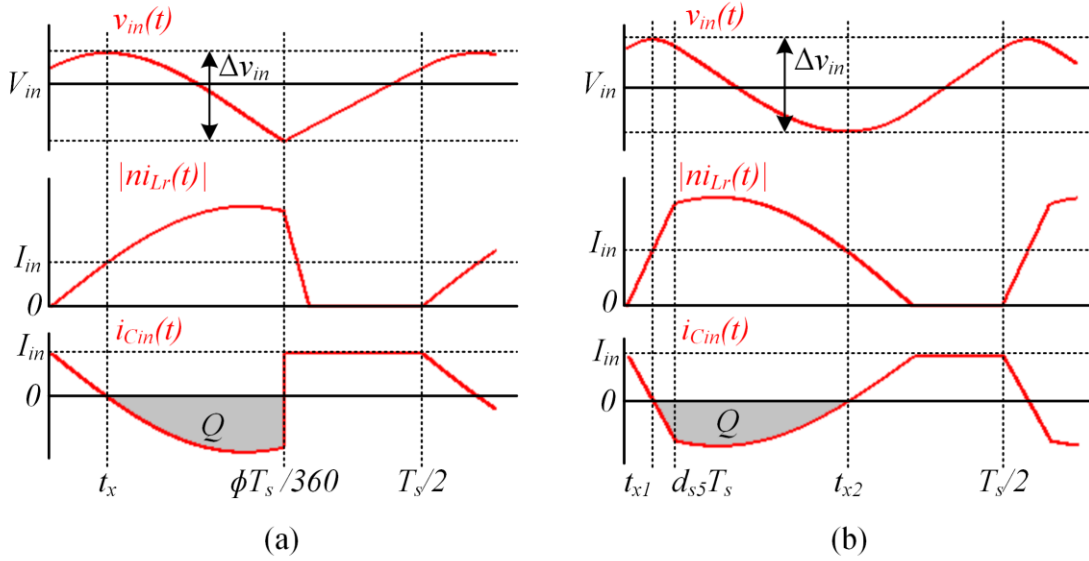 v_in(t)
V_in
Δv_in
|ni_Lr(t)|
I_in
0
i_Cin(t)
I_in
0
Q
t_x
ϕT_s/360
T_s/2
(a)
v_in(t)
V_in
Δv_in
|ni_Lr(t)|
I_in
0
i_Cin(t)
I_in
0
Q
t_x1
d_s5T_s
t_x2
T_s/2
(b)